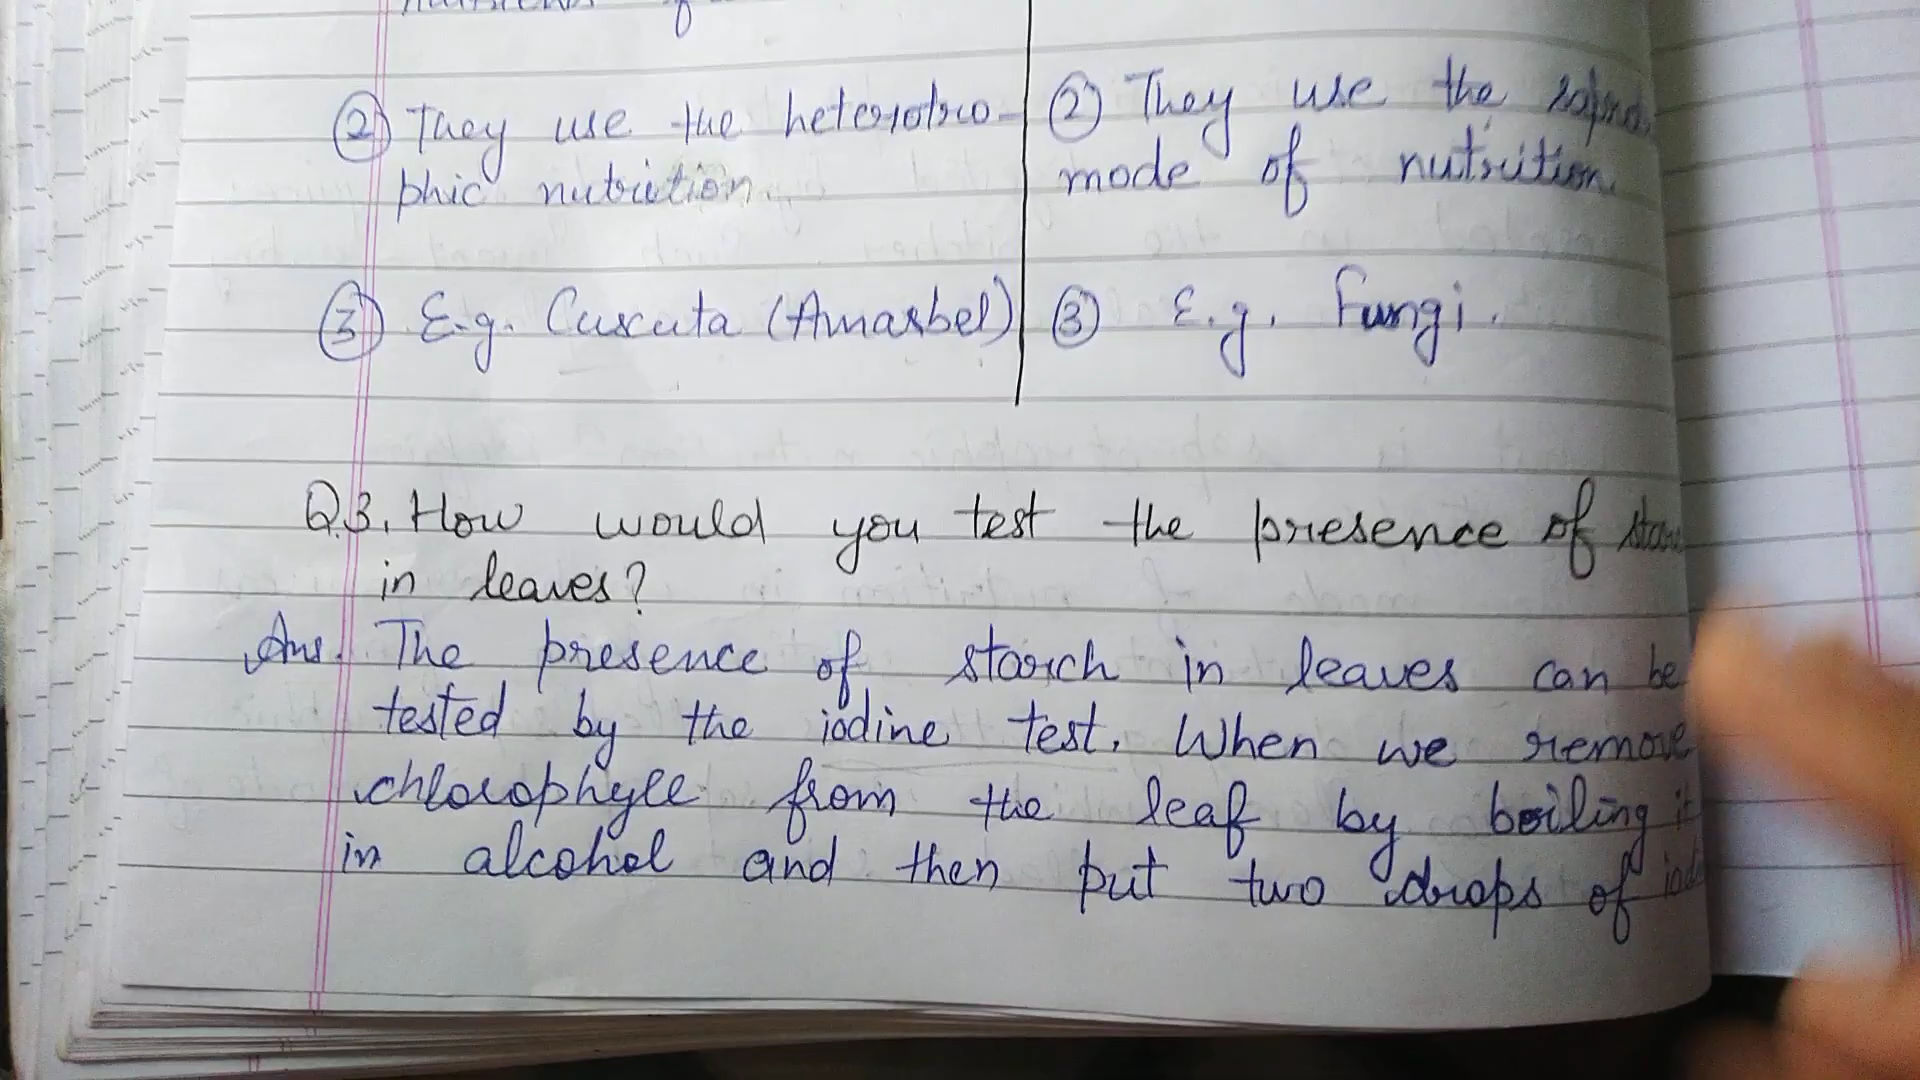 ② They use the heterotro-
phic nutrition.
② They use the
mode of nutrition.
③ E.g. Cuscuta (Amarbel)
③ E.g. Fungi.
Q.3. How would you test the presence of
in leaves?
Ans. The presence of starch in leaves can be
tested by the iodine test. When we remove
chlorophyll from the leaf by boiling it
in alcohol and then put two drops of